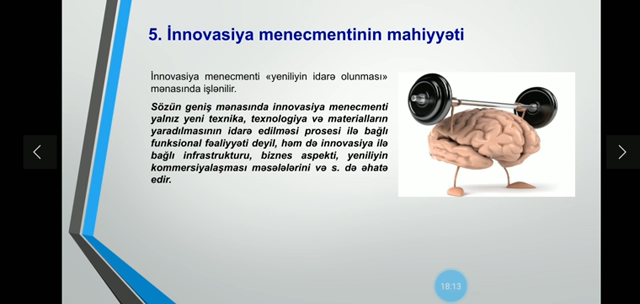 5. İnnovasiya menecmentinin mahiyyəti
İnnovasiya menecmenti «yeniliyin idarə olunması»
mənasında işlənilir.
Sözün geniş mənasında innovasiya menecmenti
yalnız yeni texnika, texnologiya və materialların
yaradılmasının idarə edilməsi prosesi ilə bağlı
funksional fəaliyyəti deyil, həm də innovasiya ilə
bağlı infrastrukturu, biznes aspekti, yeniliyin
kommersiyalaşması məsələlərini və s. də əhatə
edir.
18:13